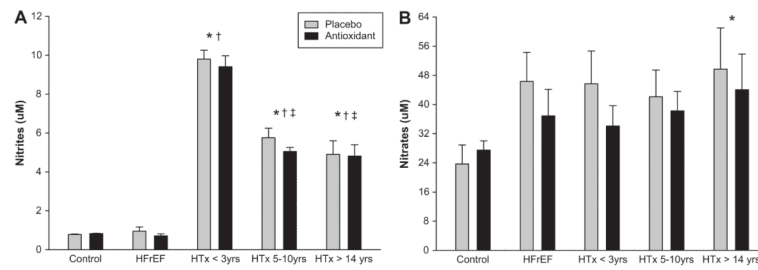 A
Nitrites (uM)
12
10
8
6
4
2
0
Placebo
Antioxidant
* †
* † ‡
* † ‡
Control
HFrEF
HTx < 3yrs
HTx 5-10yrs
HTx > 14 yrs
B
Nitrates (uM)
64
56
48
40
32
24
16
8
0
*
Control
HFrEF
HTx < 3yrs
HTx 5-10yrs
HTx > 14 yrs